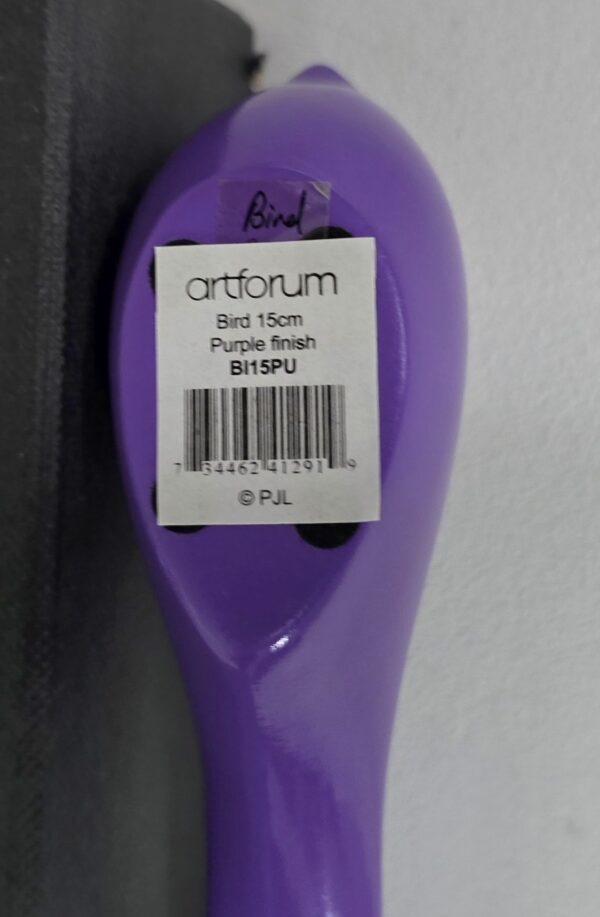 Bird
artforum
Bird 15cm
Purple finish
BI15PU
7 34462 41291 9
© PJL